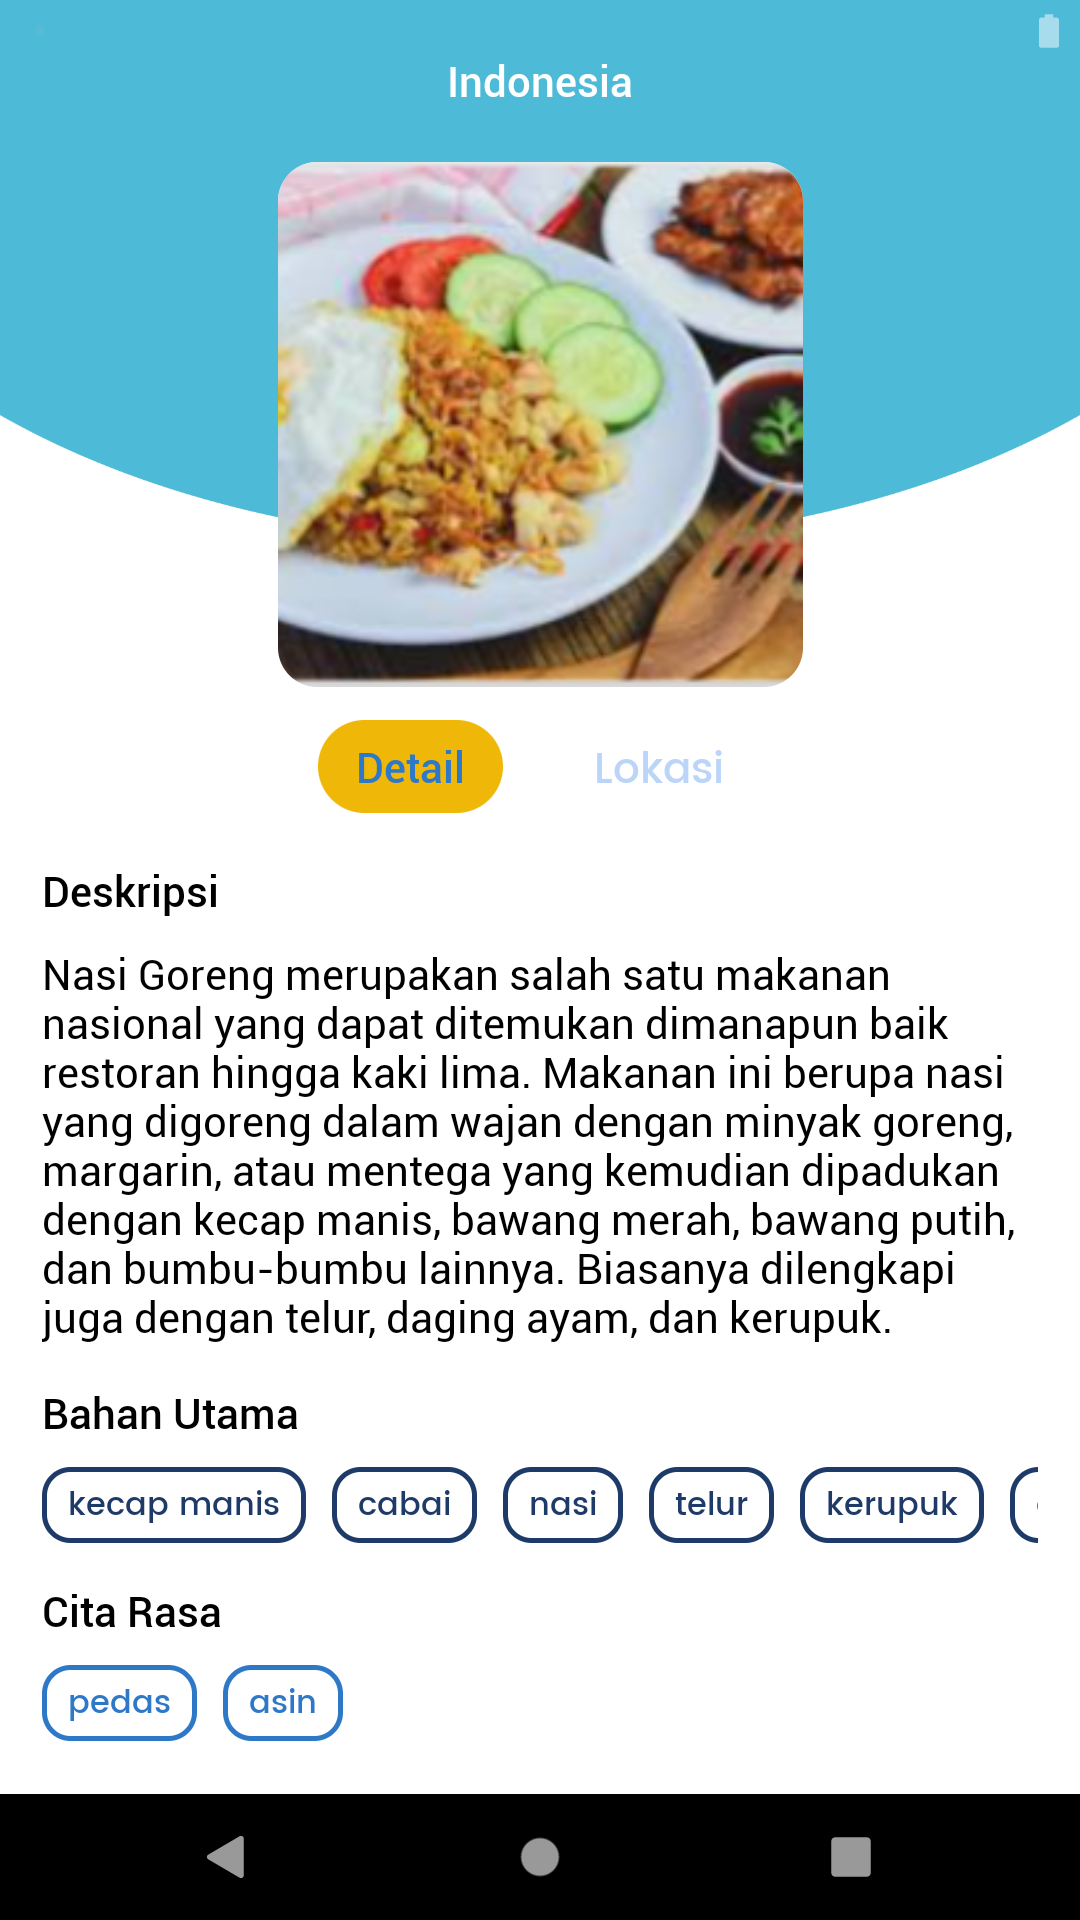 Indonesia
Detail
Lokasi
Deskripsi
Nasi Goreng merupakan salah satu makanan
nasional yang dapat ditemukan dimanapun baik
restoran hingga kaki lima. Makanan ini berupa nasi
yang digoreng dalam wajan dengan minyak goreng,
margarin, atau mentega yang kemudian dipadukan
dengan kecap manis, bawang merah, bawang putih,
dan bumbu-bumbu lainnya. Biasanya dilengkapi
juga dengan telur, daging ayam, dan kerupuk.
Bahan Utama
kecap manis cabai nasi telur kerupuk
Cita Rasa
pedas asin